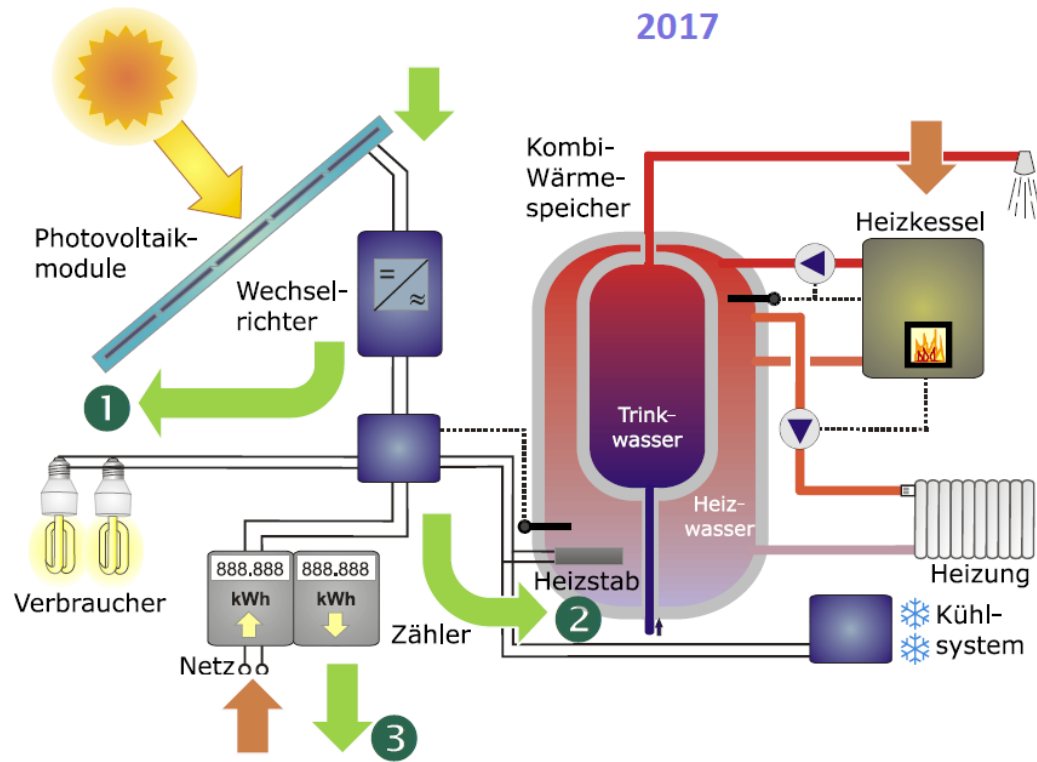 2017
Kombi-
Wärme-
speicher
Heizkessel
Photovoltaik-
module
Wechsel-
richter
=
≈
1
Trink-
wasser
Heiz-
wasser
Heizstab
Heizung
Verbraucher
888.888
888.888
kWh
kWh
Zähler
2
Kühl-
system
Netz
3